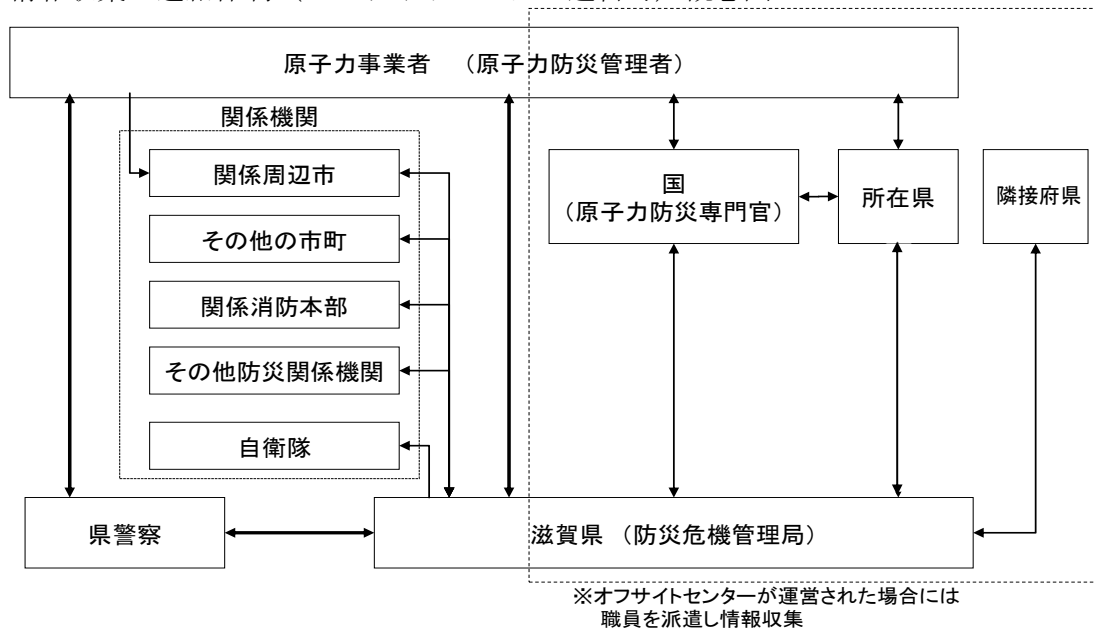 原子力事業者 （原子力防災管理者）
関係機関
関係周辺市
その他の市町
関係消防本部
その他防災関係機関
自衛隊
国
（原子力防災専門官）
所在県
隣接府県
県警察
滋賀県 （防災危機管理局）
※オフサイトセンターが運営された場合には
職員を派遣し情報収集